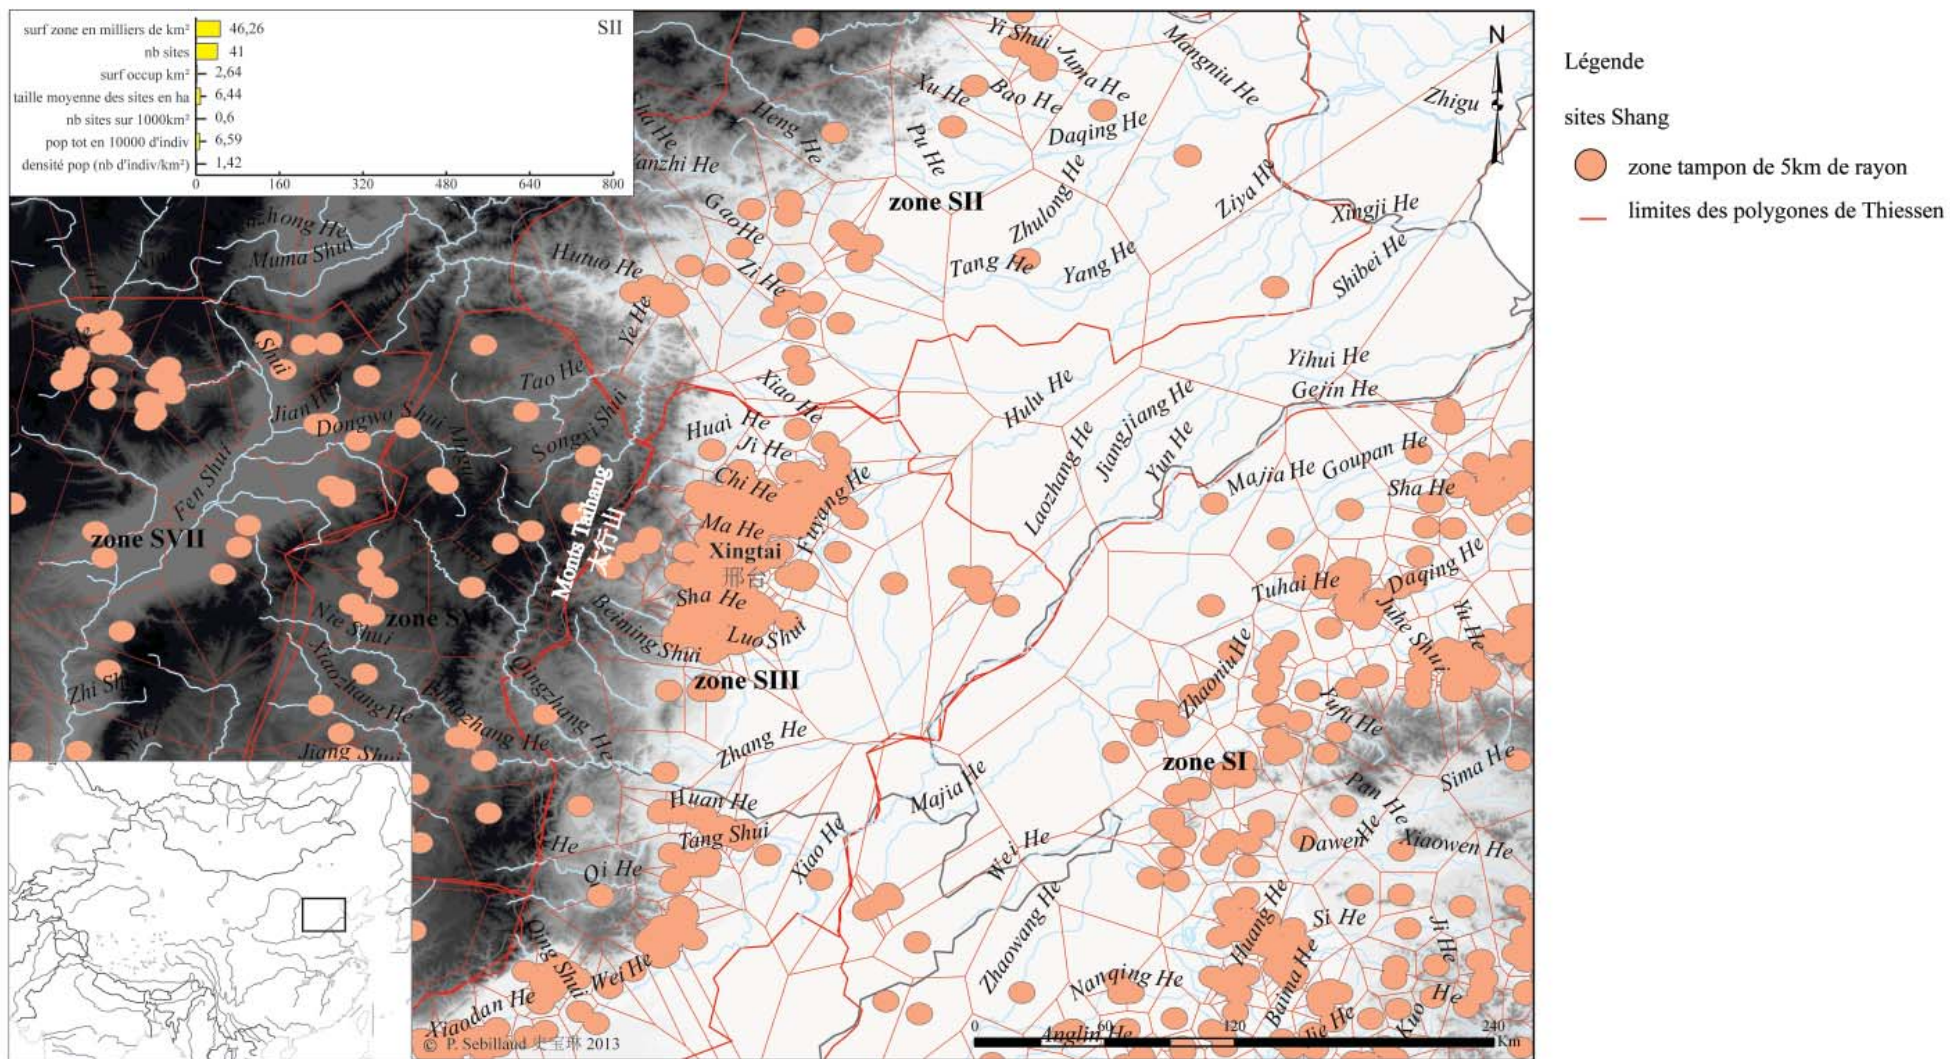 surf zone en milliers de km² 46,26
nb sites 41
surf occup km² 2,64
taille moyenne des sites en ha 6,44
nb sites sur 1000km² 0,6
pop tot en 10000 d'indiv 6,59
densité pop (nb d'indiv/km²) 1,42
0 160 320 480 640 800
SII
Légende
sites Shang
zone tampon de 5km de rayon
limites des polygones de Thiessen
N
Yi Shui
Juma He
Mangniu He
Zhigu
Xu He
Bao He
Heng He
Pu He
Daqing He
zone SII
Zhulong He
Ziya He
Xingji He
Gao He
Muma Shui
Hutuo He
Zi He
Tang He
Yang He
Shibei He
Ye He
Shui
Tao He
Yihui He
Gejin He
Xiao He
Hulu He
Jian He
Dongwo Shui
Songxi Shui
Huai He
Ji He
Laozhang He
Jiangjiang He
Yun He
Majia He
Goupan He
Fen Shui
Chi He
Fuyang He
Sha He
Monts Taihang
太行山
Ma He
zone SVII
Xingtai
邢台
Tuhai He
Daqing He
Sha He
Nie Shui
Beiming Shui
Luo Shui
Juhe Shui
Yu He
Zhaoniu He
Xiaozhang He
Qingzhang He
zone SIII
Yufu He
Zhang He
Jiang Shui
zone SI
Sima He
Pan He
Majia He
Huan He
Tang Shui
Xiao He
Wei He
Dawen He
Xiaowen He
He
Qi He
Zhaowang He
Huang He
Si He
Ji He
Qing Shui
Wei He
Nanqing He
Baima He
He
Xiaodan He
Anglin He
Jie He
Kuo
0 60 120 240
Km
© P. Sebillaud 史宝琳 2013